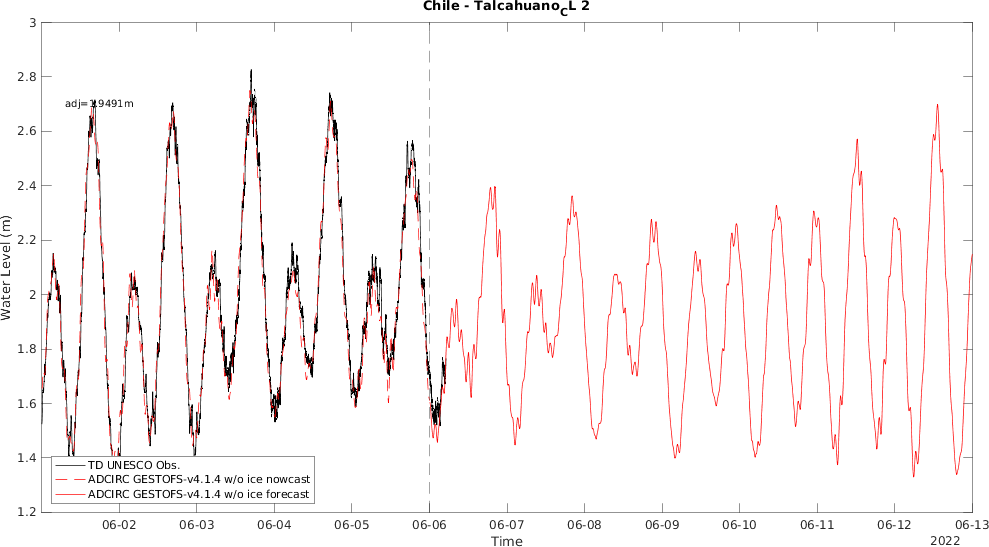 Chile - Talcahuano_CL 2
3
2.8
2.6
2.4
2.2
2
1.8
1.6
1.4
1.2
Water Level (m)
adj=1.9491m
TD UNESCO Obs.
ADCIRC GESTOFS-v4.1.4 w/o ice nowcast
ADCIRC GESTOFS-v4.1.4 w/o ice forecast
06-02 06-03 06-04 06-05 06-06 06-07 06-08 06-09 06-10 06-11 06-12 06-13
Time
2022